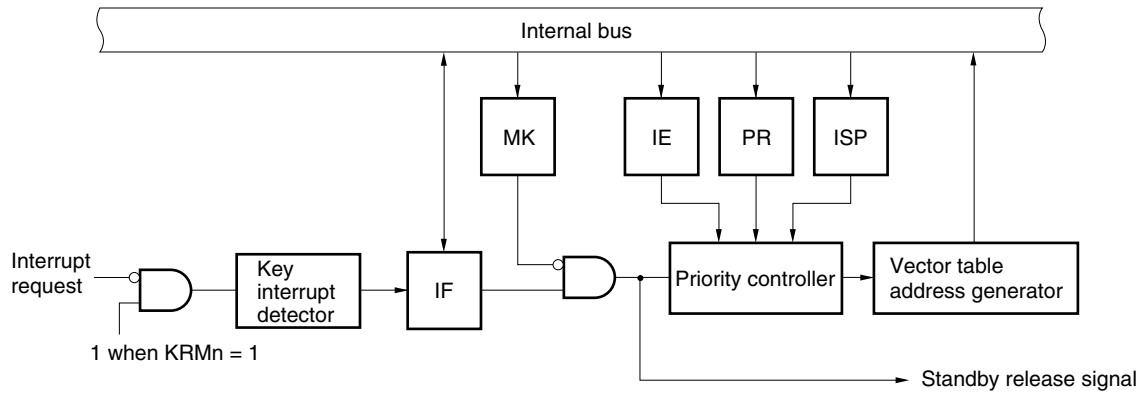 Internal bus
MK
IE
PR
ISP
Interrupt
request
Key
interrupt
detector
IF
Priority controller
Vector table
address generator
1 when KRMn = 1
Standby release signal